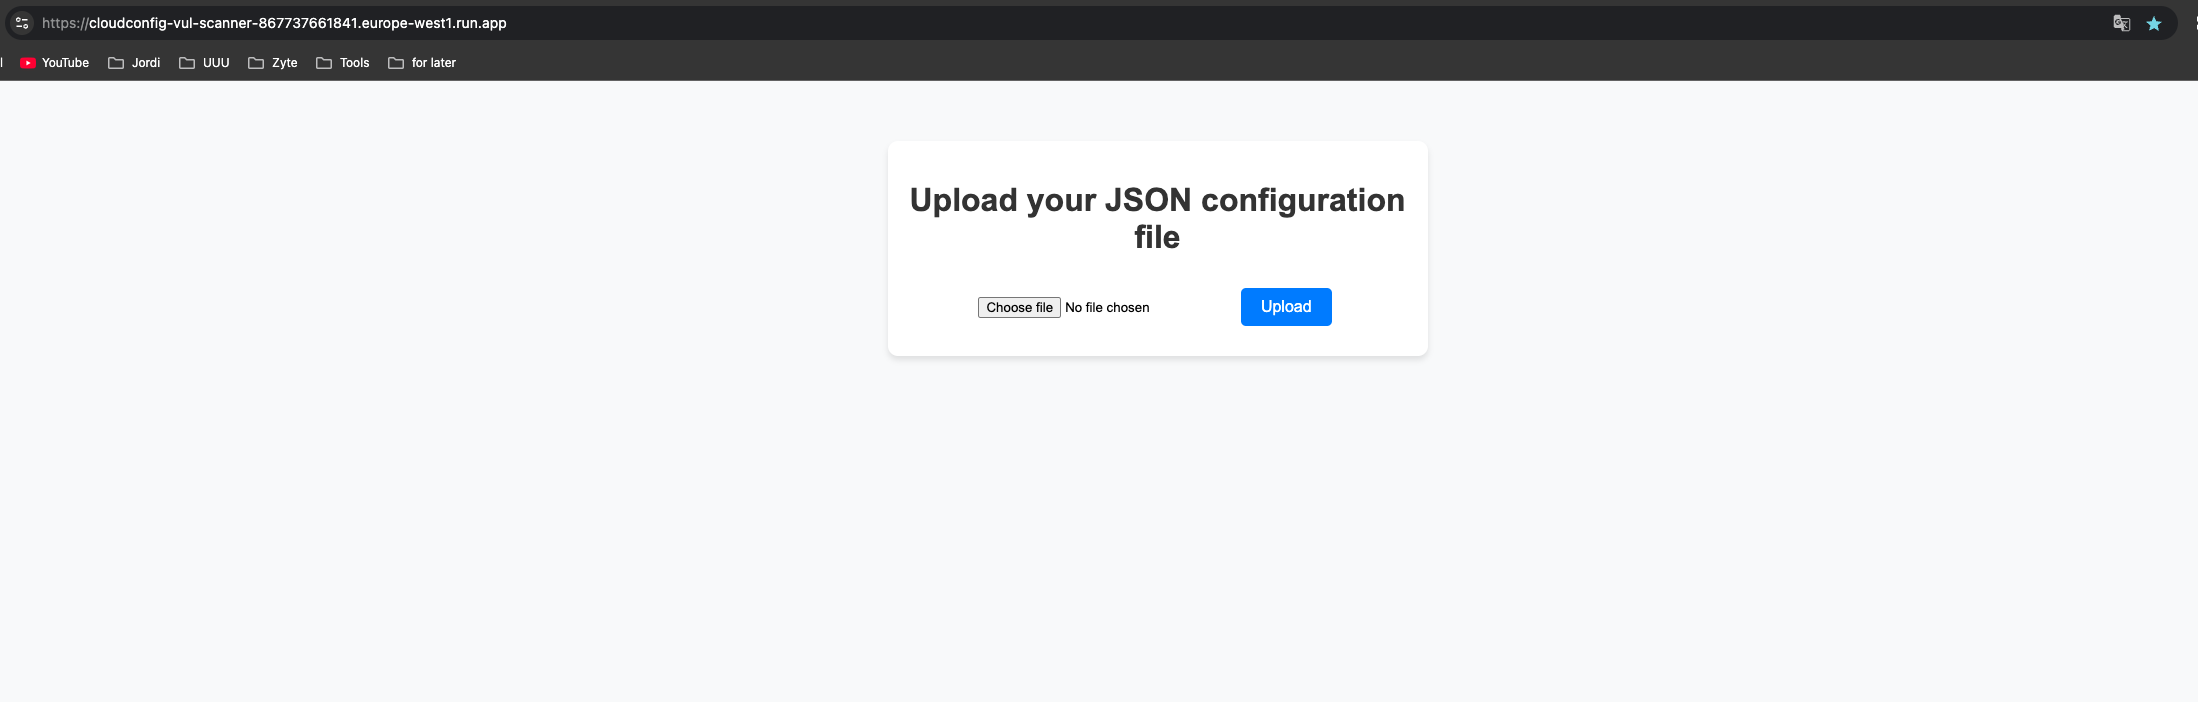 https://cloudconfig-vul-scanner-867737661841.europe-west1.run.app
l YouTube Jordi UUU Zyte Tools for later
Upload your JSON configuration
file
Choose file No file chosen Upload